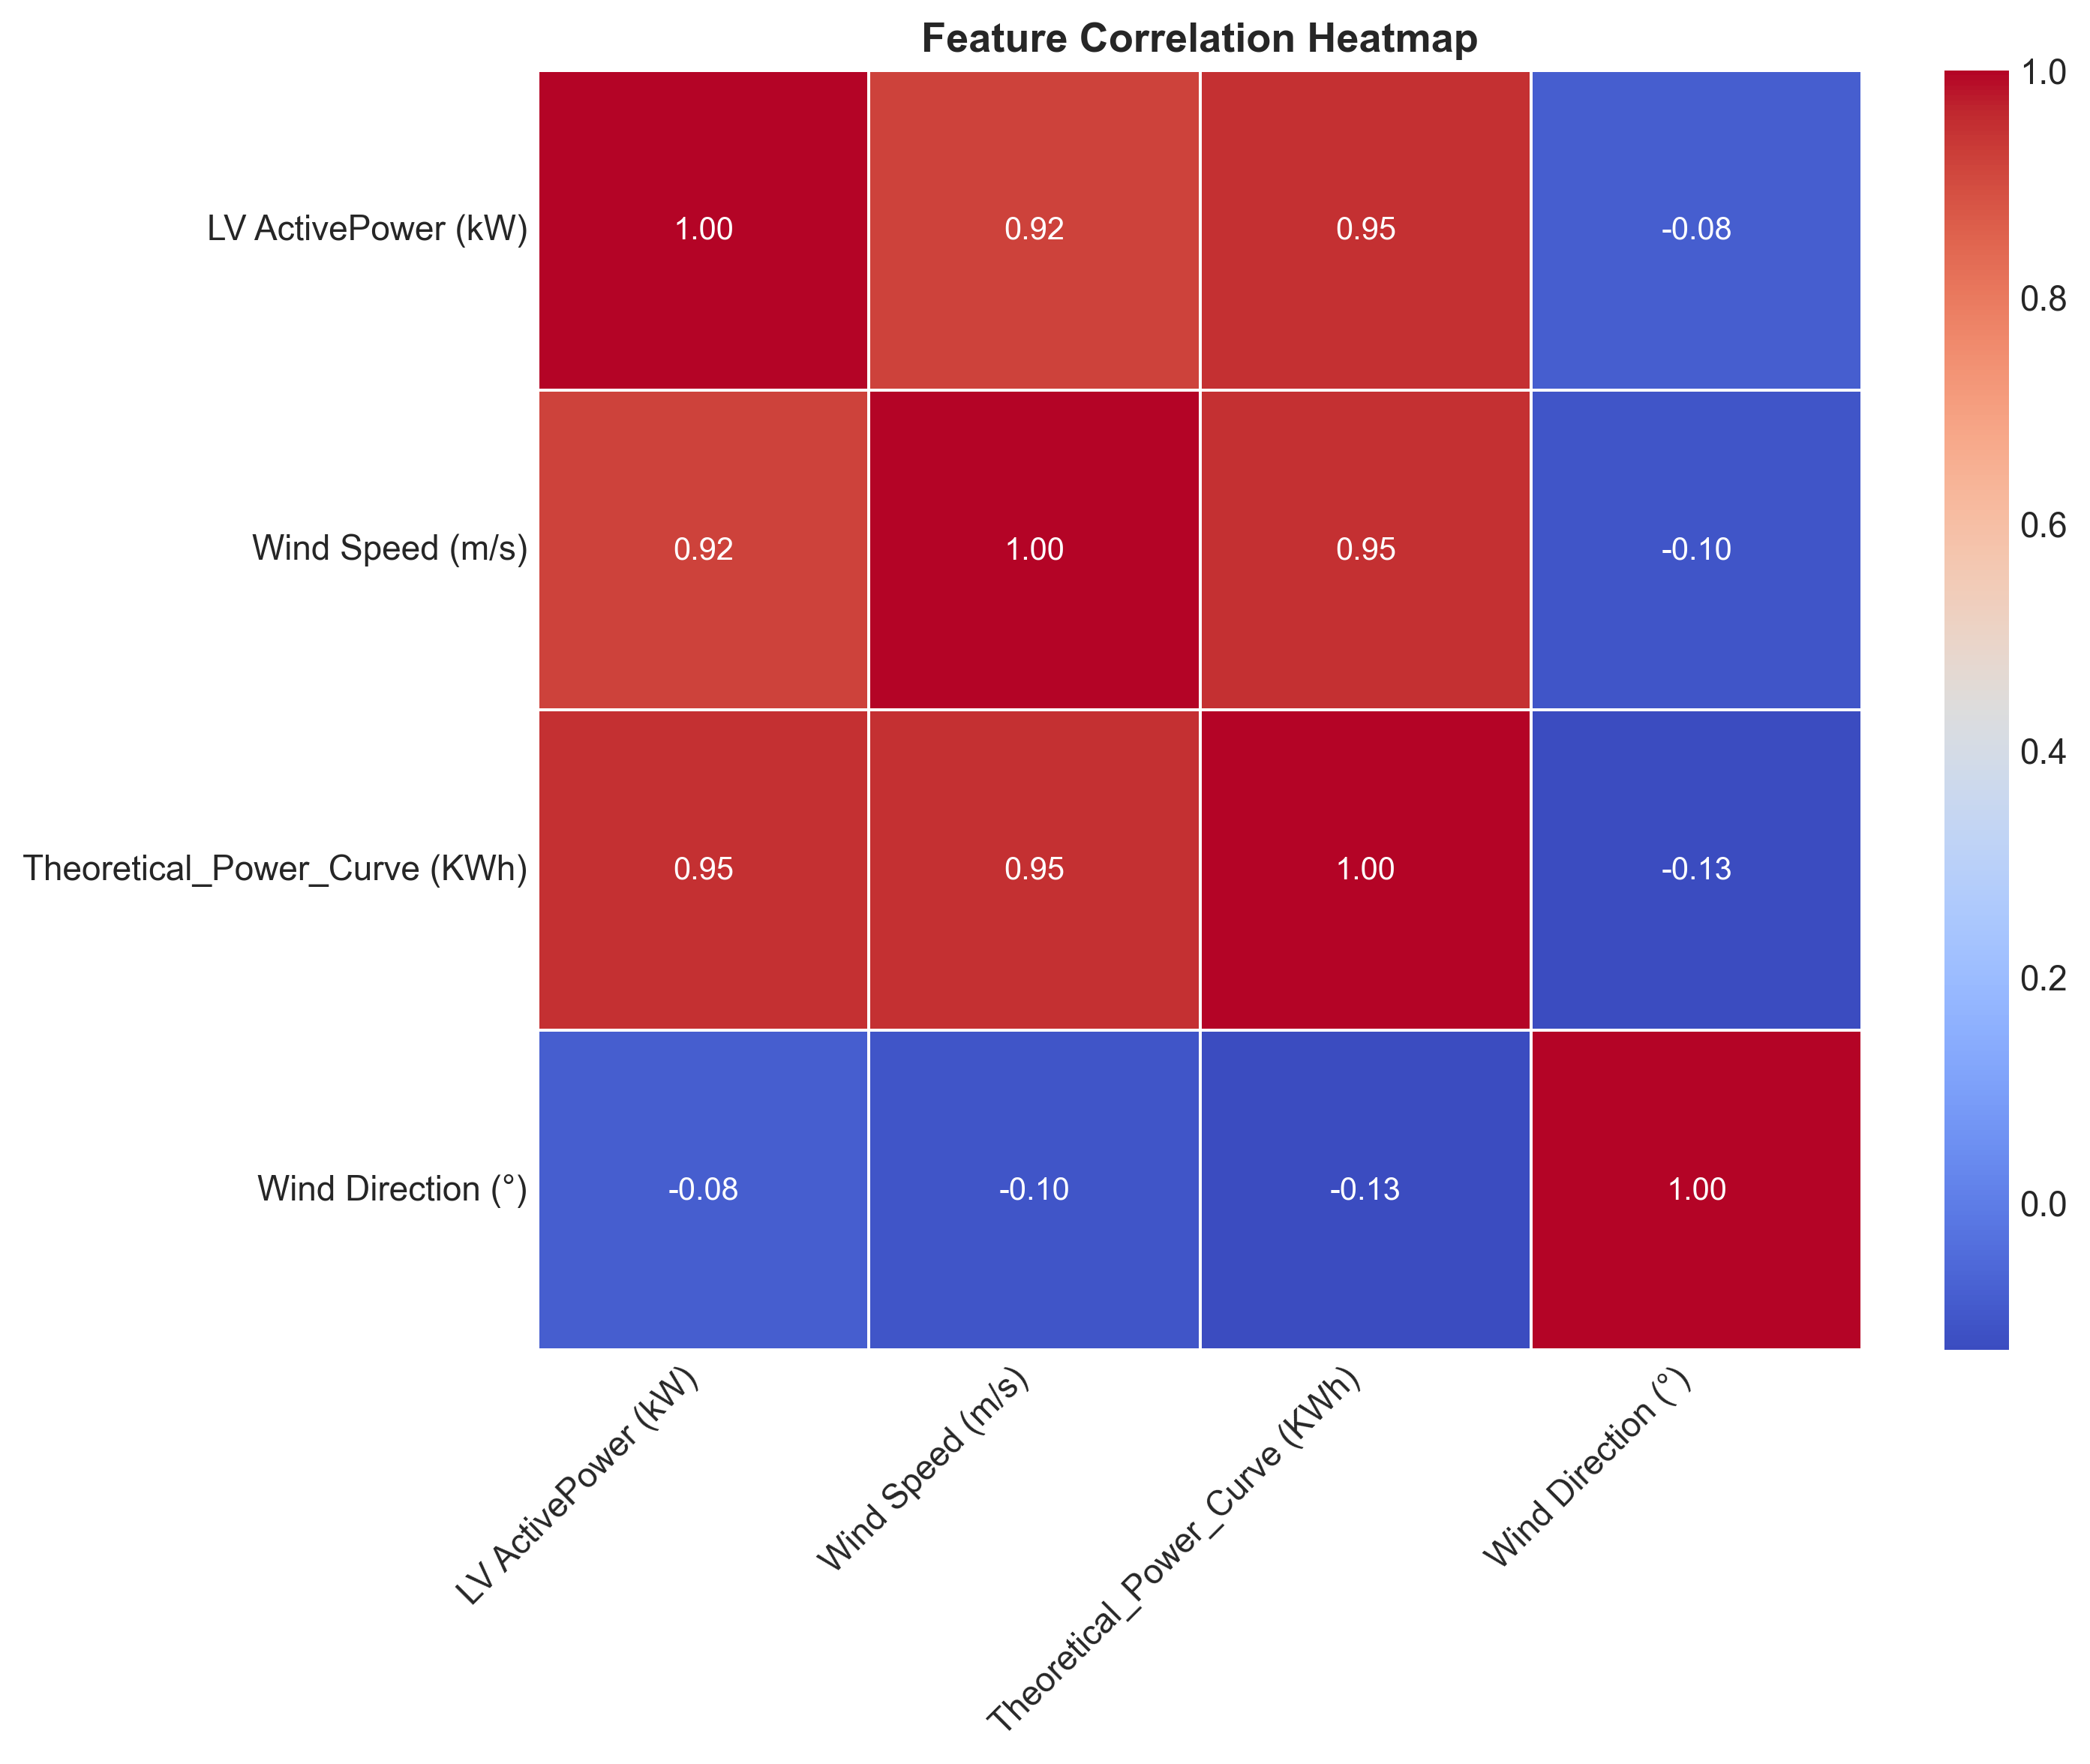 Feature Correlation Heatmap
LV ActivePower (kW)
1.00
0.92
0.95
-0.08
Wind Speed (m/s)
0.92
1.00
0.95
-0.10
Theoretical_Power_Curve (KWh)
0.95
0.95
1.00
-0.13
Wind Direction (°)
-0.08
-0.10
-0.13
1.00
LV ActivePower (kW)
Wind Speed (m/s)
Theoretical_Power_Curve (KWh)
Wind Direction (°)
1.0
0.8
0.6
0.4
0.2
0.0